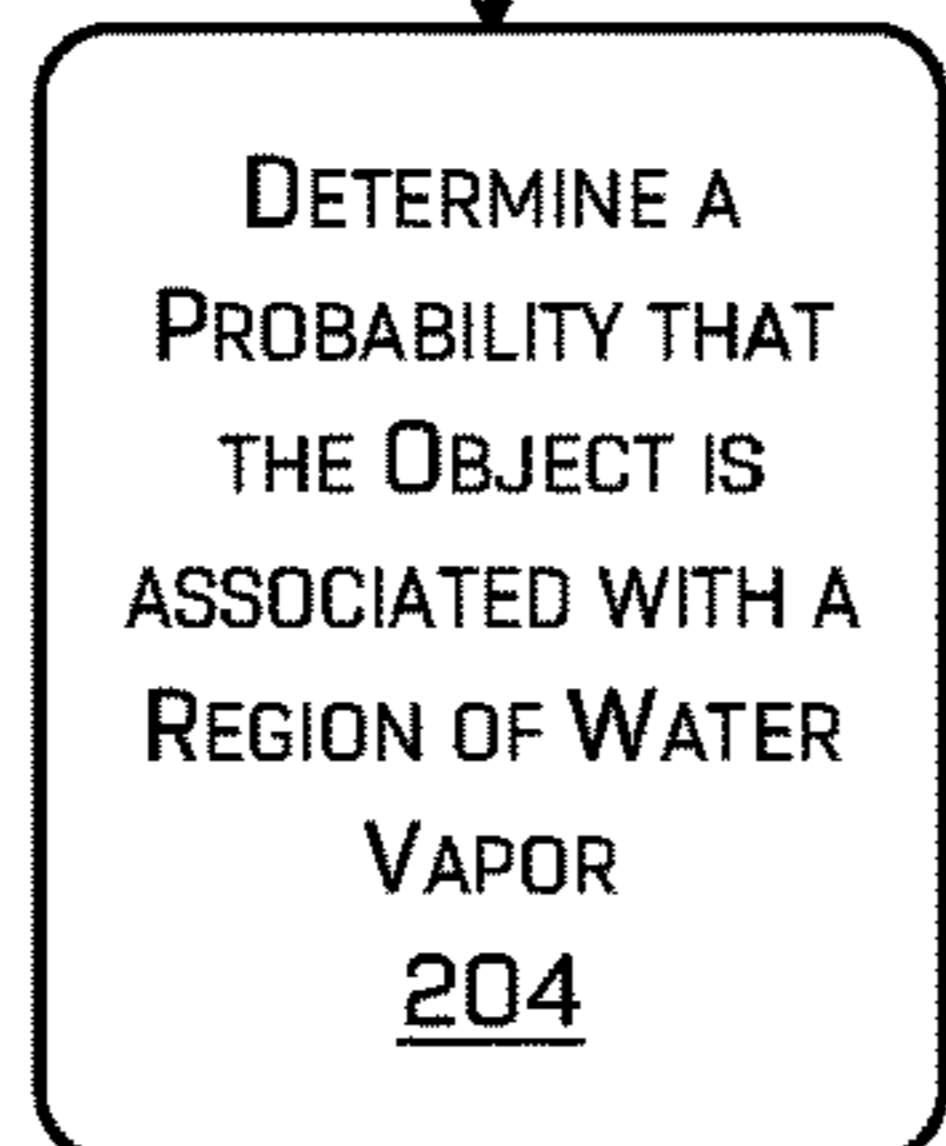 Determine a
Probability that
the Object is
associated with a
Region of Water
Vapor
204